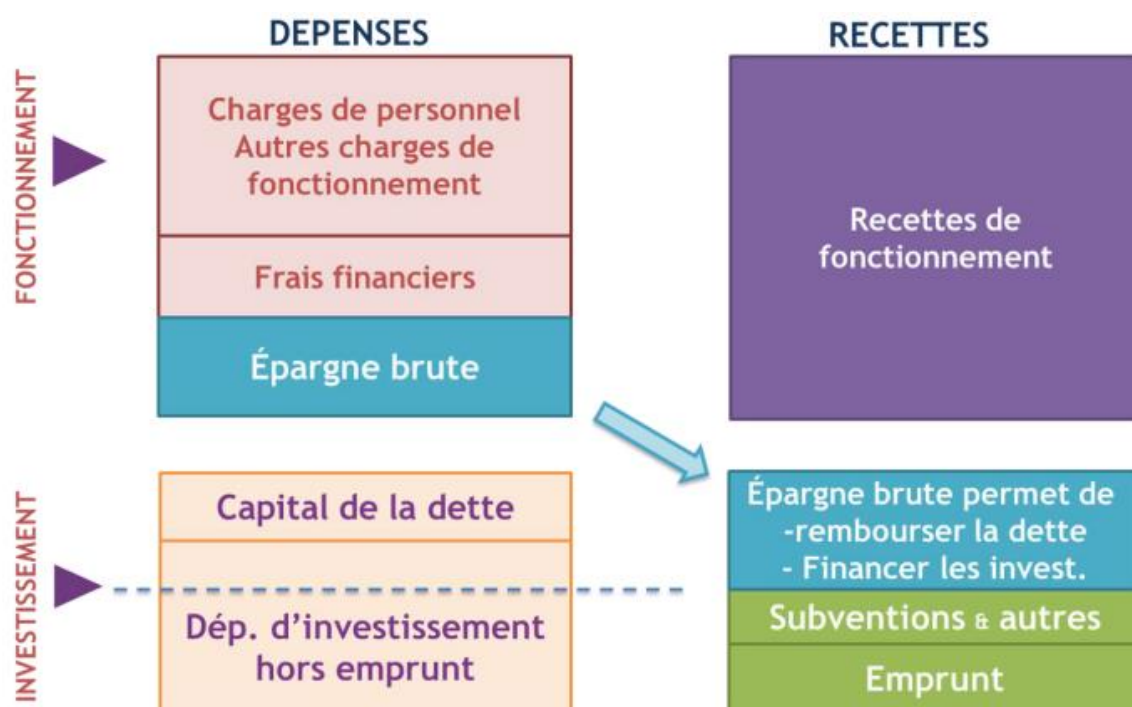 DEPENSES
RECETTES
FONCTIONNEMENT
Charges de personnel
Autres charges de
fonctionnement
Frais financiers
Épargne brute
Recettes de
fonctionnement
INVESTISSEMENT
Capital de la dette
Dép. d'investissement
hors emprunt
Épargne brute permet de
-rembourser la dette
- Financer les invest.
Subventions & autres
Emprunt